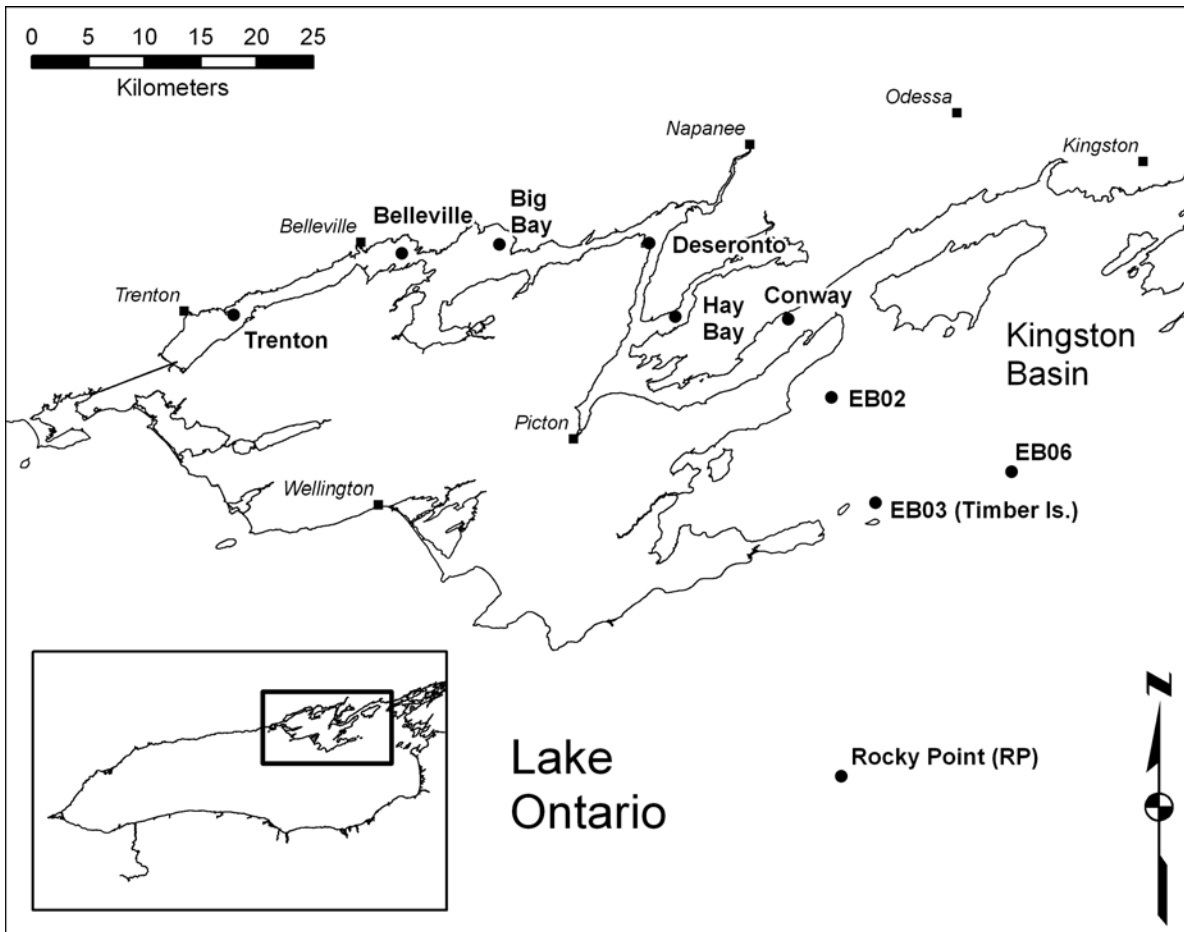 0 5 10 15 20 25
Kilometers
Odessa
Napanee
Kingston
Big
Bay
Belleville
Belleville
Deseronto
Trenton
Trenton
Hay
Bay
Conway
Kingston
Basin
EB02
Picton
EB06
Wellington
EB03 (Timber Is.)
N
Lake
Ontario
Rocky Point (RP)